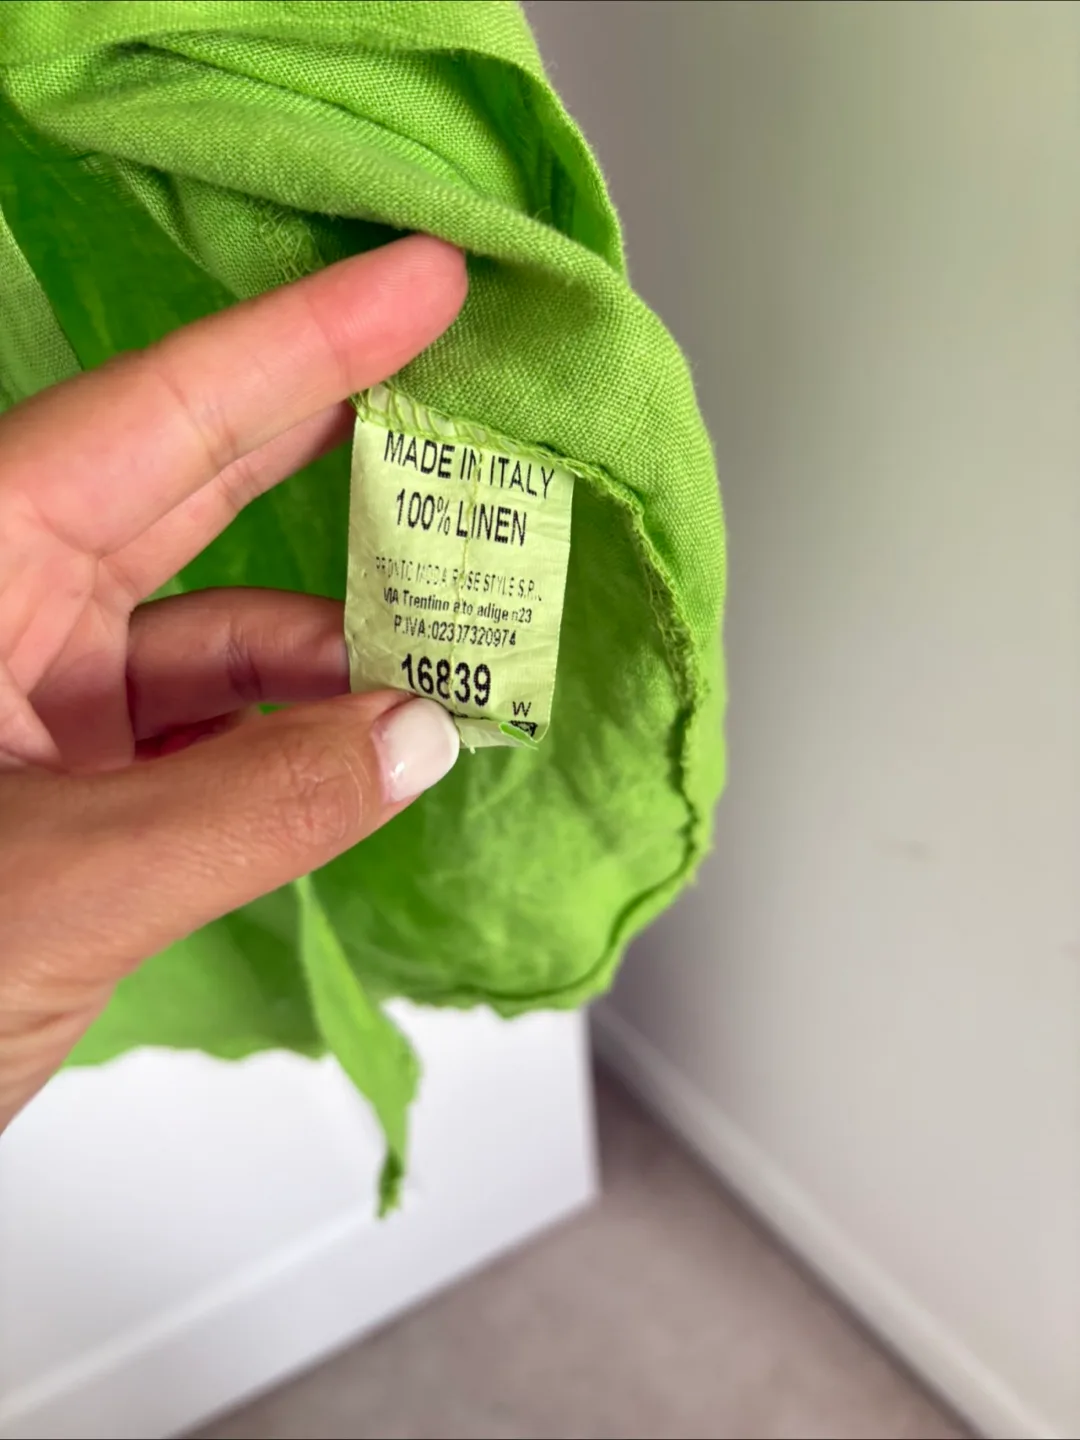 MADE IN ITALY
100% LINEN
PRONTO MODA ROSE STYLE S.R.L.
VIA Trentino alto adige n23
P.IVA:02307320974
16839
W